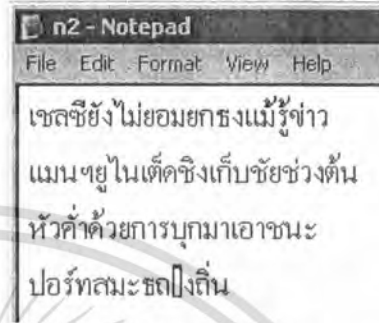 n2 - Notepad
File Edit Format View Help
เชลซียังไม่ยอมยกธงแม้รู้ข่าว
แมนฯยูไนเต็ดชิงเก็บชัยช่วงต้น
หัวค่ำด้วยการบุกมาเอาชนะ
ปอร์ทสมะธถ▯งถิ่น